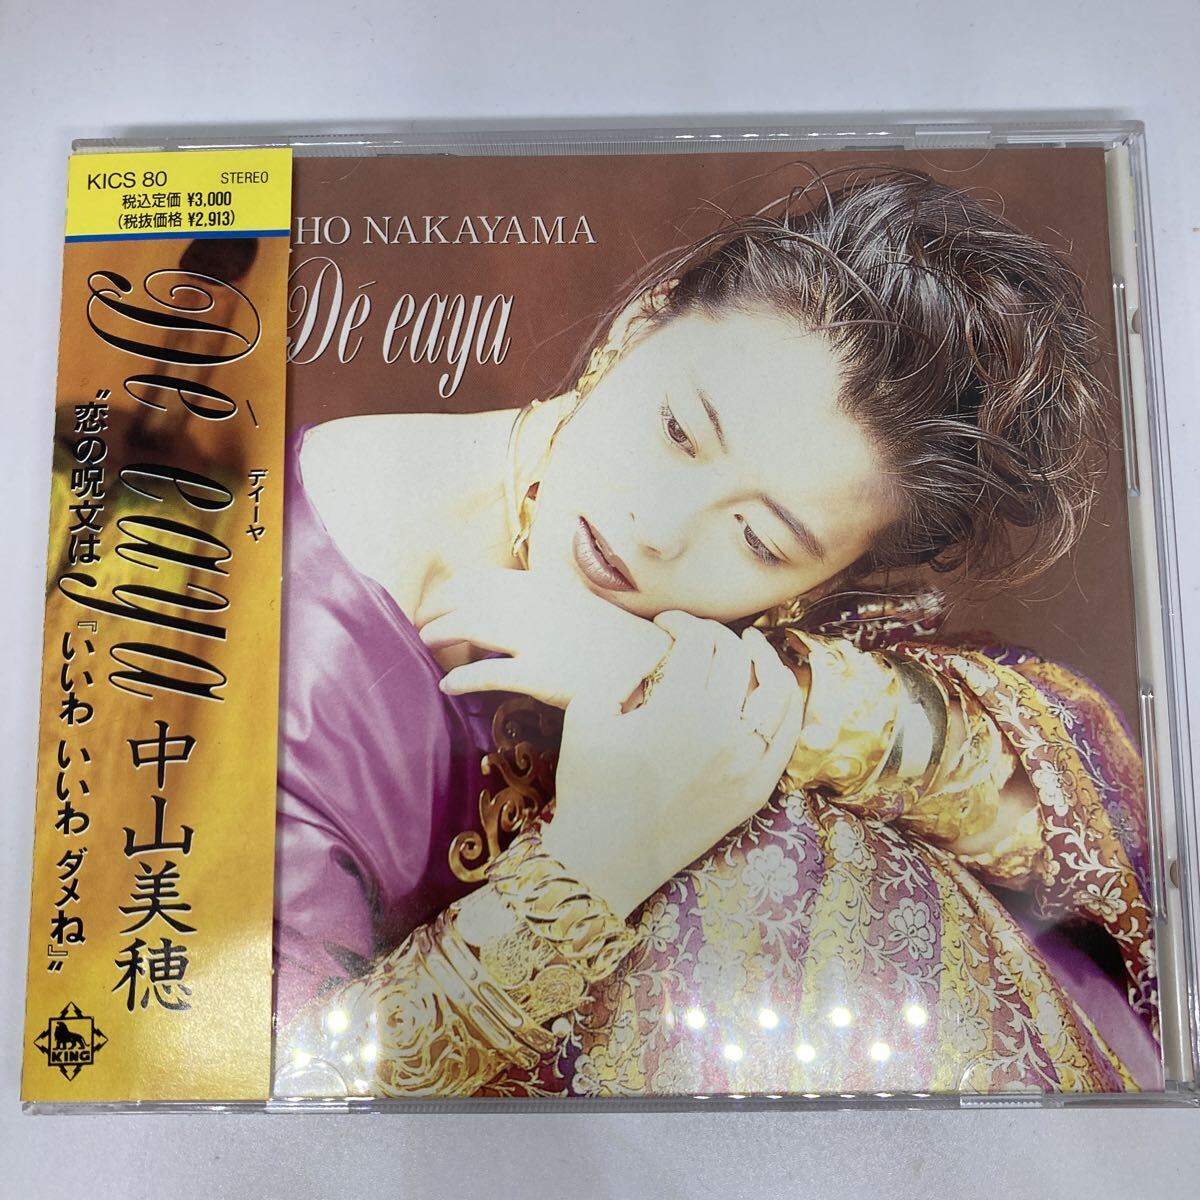 KICS 80 STEREO
税込定価 ¥3,000
(税抜価格 ¥2,913)
Dé eaya
ディーヤ
中山美穂
"恋の呪文は『いいわ いいわ ダメね』"
KING
HO NAKAYAMA
Dé eaya